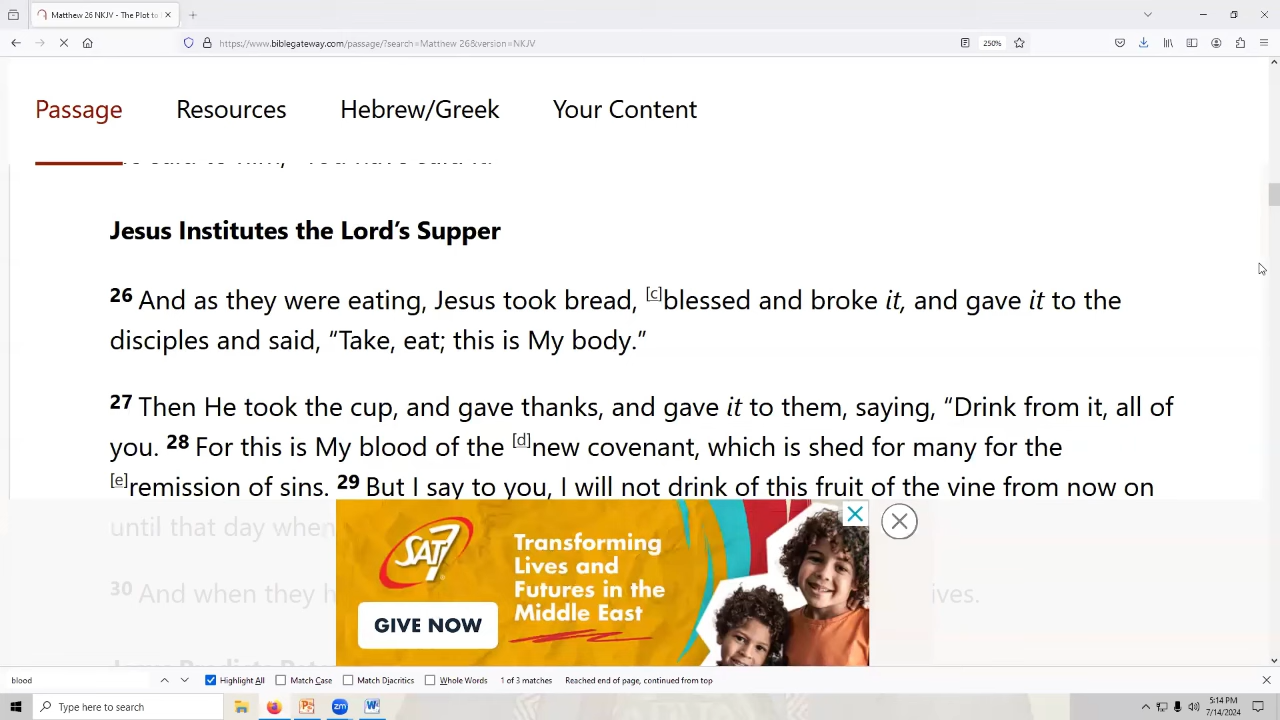 Matthew 26 NKJV - The Plot to
https://www.biblegateway.com/passage/?search=Matthew 26&version=NKJV
250%
Passage Resources Hebrew/Greek Your Content
Jesus Institutes the Lord’s Supper
26 And as they were eating, Jesus took bread, [c]blessed and broke it, and gave it to the
disciples and said, “Take, eat; this is My body.”
27 Then He took the cup, and gave thanks, and gave it to them, saying, “Drink from it, all of
you. 28 For this is My blood of the [d]new covenant, which is shed for many for the
[e]remission of sins. 29 But I say to you, I will not drink of this fruit of the vine from now on
until that day when
30 And when they
SAT7
Transforming
Lives and
Futures in the
Middle East
GIVE NOW
blood Highlight All Match Case Match Diacritics Whole Words 1 of 3 matches Reached end of page, continued from top
Type here to search
5:14 PM
7/14/2024